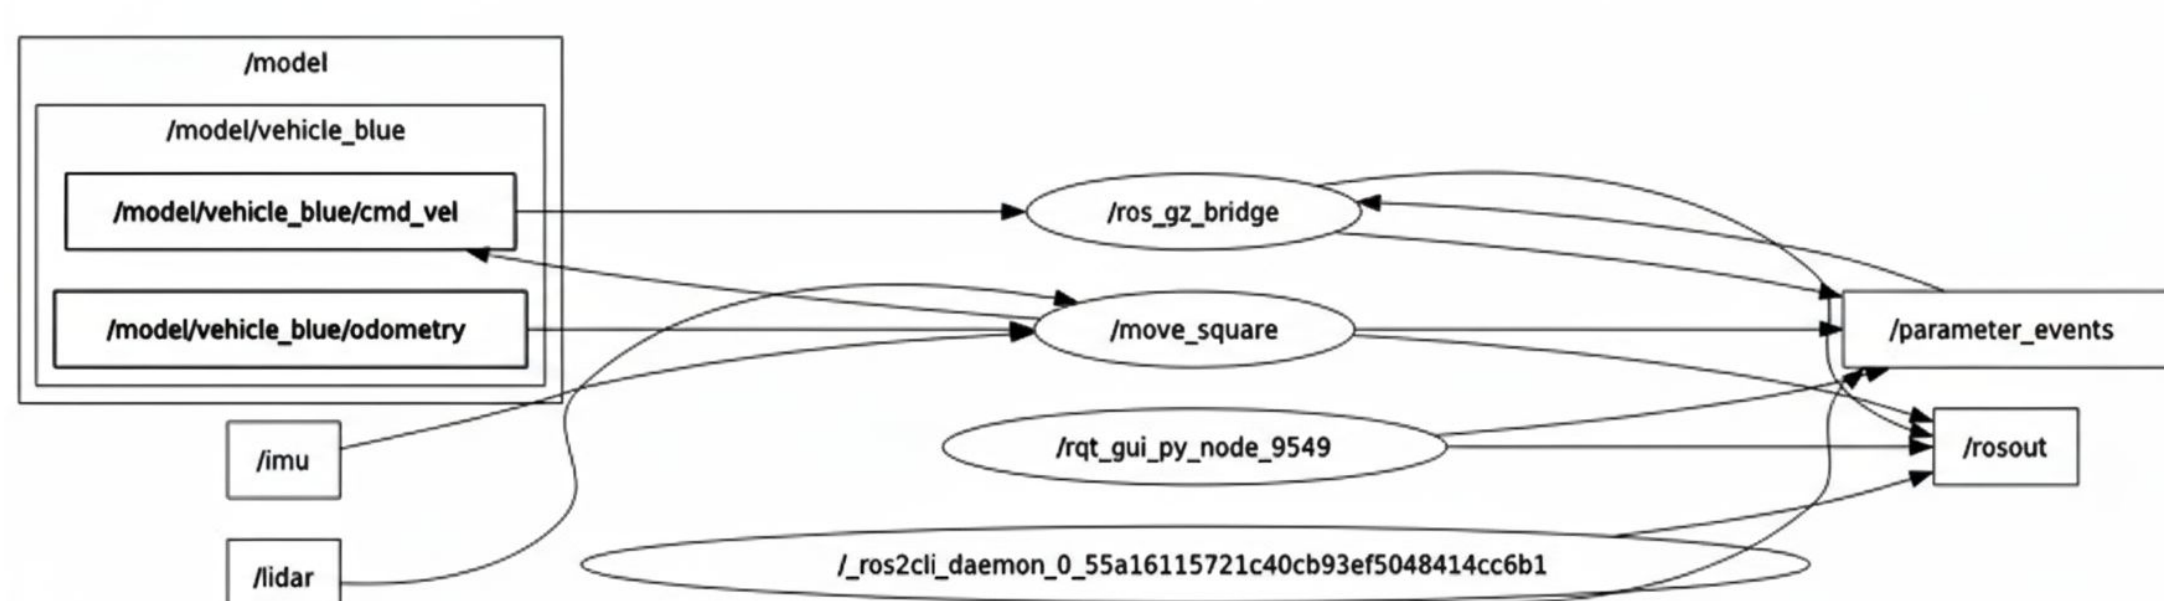 /model
/model/vehicle_blue
/model/vehicle_blue/cmd_vel
/ros_gz_bridge
/model/vehicle_blue/odometry
/move_square
/parameter_events
/imu
/rqt_gui_py_node_9549
/rosout
/lidar
/_ros2cli_daemon_0_55a16115721c40cb93ef5048414cc6b1